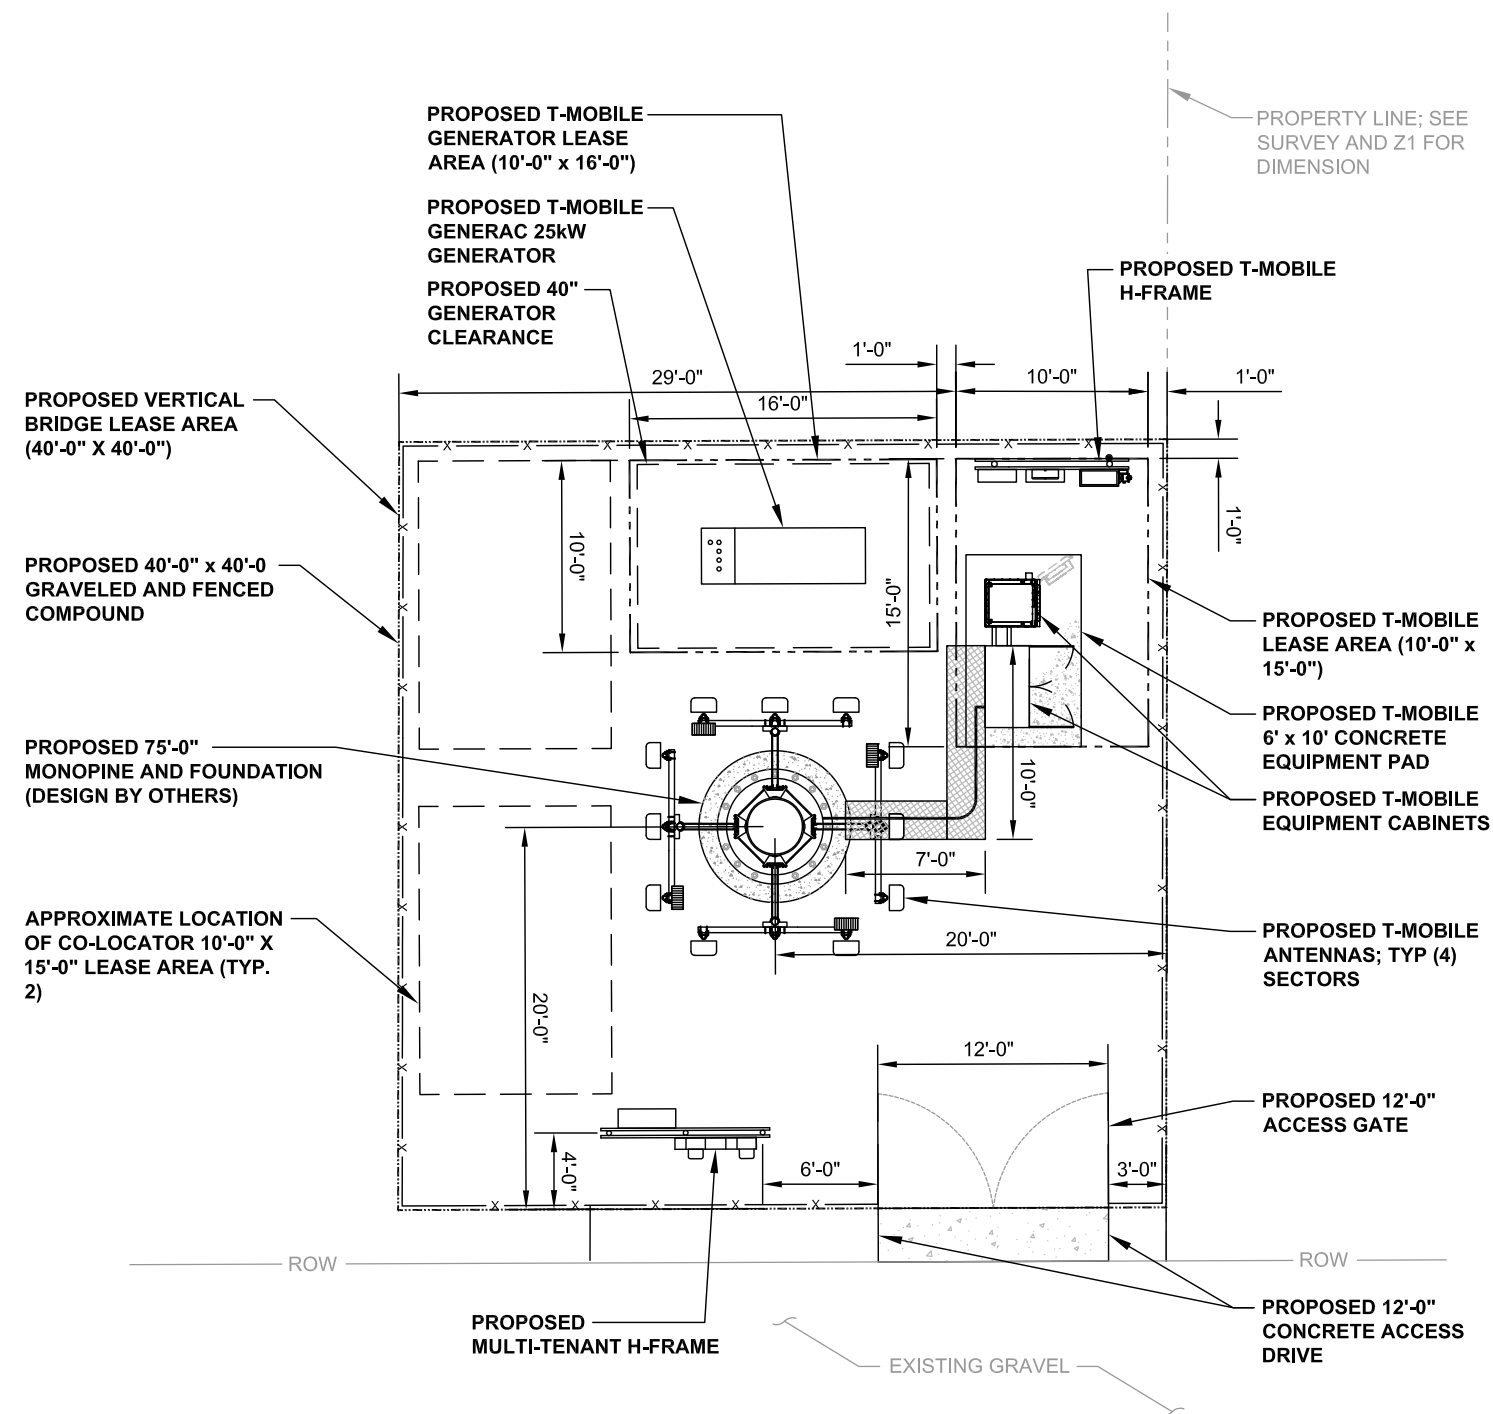 PROPOSED T-MOBILE
GENERATOR LEASE
AREA (10'-0" x 16'-0")
PROPERTY LINE; SEE
SURVEY AND Z1 FOR
DIMENSION
PROPOSED T-MOBILE
GENERAC 25kW
GENERATOR
PROPOSED 40"
GENERATOR
CLEARANCE
PROPOSED T-MOBILE
H-FRAME
1'-0"
29'-0"
10'-0"
1'-0"
16'-0"
PROPOSED VERTICAL
BRIDGE LEASE AREA
(40'-0" X 40'-0")
1'-0"
10'-0"
15'-0"
PROPOSED 40'-0" x 40'-0
GRAVELED AND FENCED
COMPOUND
PROPOSED T-MOBILE
LEASE AREA (10'-0" x
15'-0")
PROPOSED T-MOBILE
6' x 10' CONCRETE
EQUIPMENT PAD
PROPOSED 75'-0"
MONOPINE AND FOUNDATION
(DESIGN BY OTHERS)
10'-0"
PROPOSED T-MOBILE
EQUIPMENT CABINETS
7'-0"
APPROXIMATE LOCATION
OF CO-LOCATOR 10'-0" X
15'-0" LEASE AREA (TYP.
2)
PROPOSED T-MOBILE
ANTENNAS; TYP (4)
SECTORS
20'-0"
20'-0"
12'-0"
PROPOSED 12'-0"
ACCESS GATE
4'-0"
6'-0"
3'-0"
ROW
ROW
PROPOSED
MULTI-TENANT H-FRAME
PROPOSED 12'-0"
CONCRETE ACCESS
DRIVE
EXISTING GRAVEL